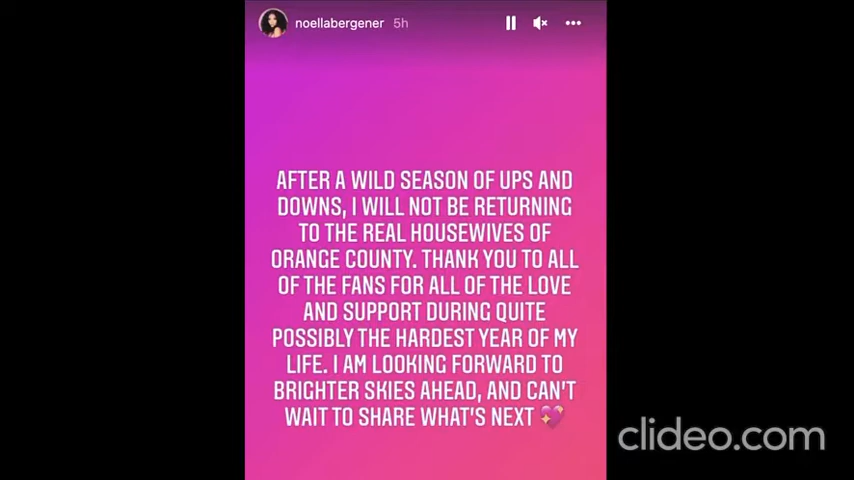 noellabergener 5h
AFTER A WILD SEASON OF UPS AND
DOWNS, I WILL NOT BE RETURNING
TO THE REAL HOUSEWIVES OF
ORANGE COUNTY. THANK YOU TO ALL
OF THE FANS FOR ALL OF THE LOVE
AND SUPPORT DURING QUITE
POSSIBLY THE HARDEST YEAR OF MY
LIFE. I AM LOOKING FORWARD TO
BRIGHTER SKIES AHEAD, AND CAN'T
WAIT TO SHARE WHAT'S NEXT 💖
clideo.com